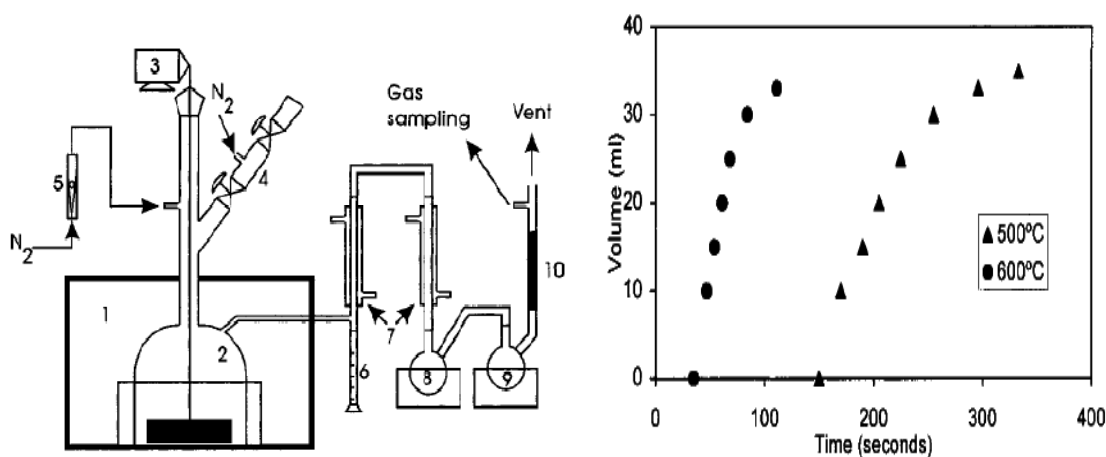 3
N2
Gas
sampling
Vent
5
4
N2
10
1
2
7
6
8
9
40
30
20
10
0
Volume (ml)
▲ 500ºC
● 600ºC
0 100 200 300 400
Time (seconds)